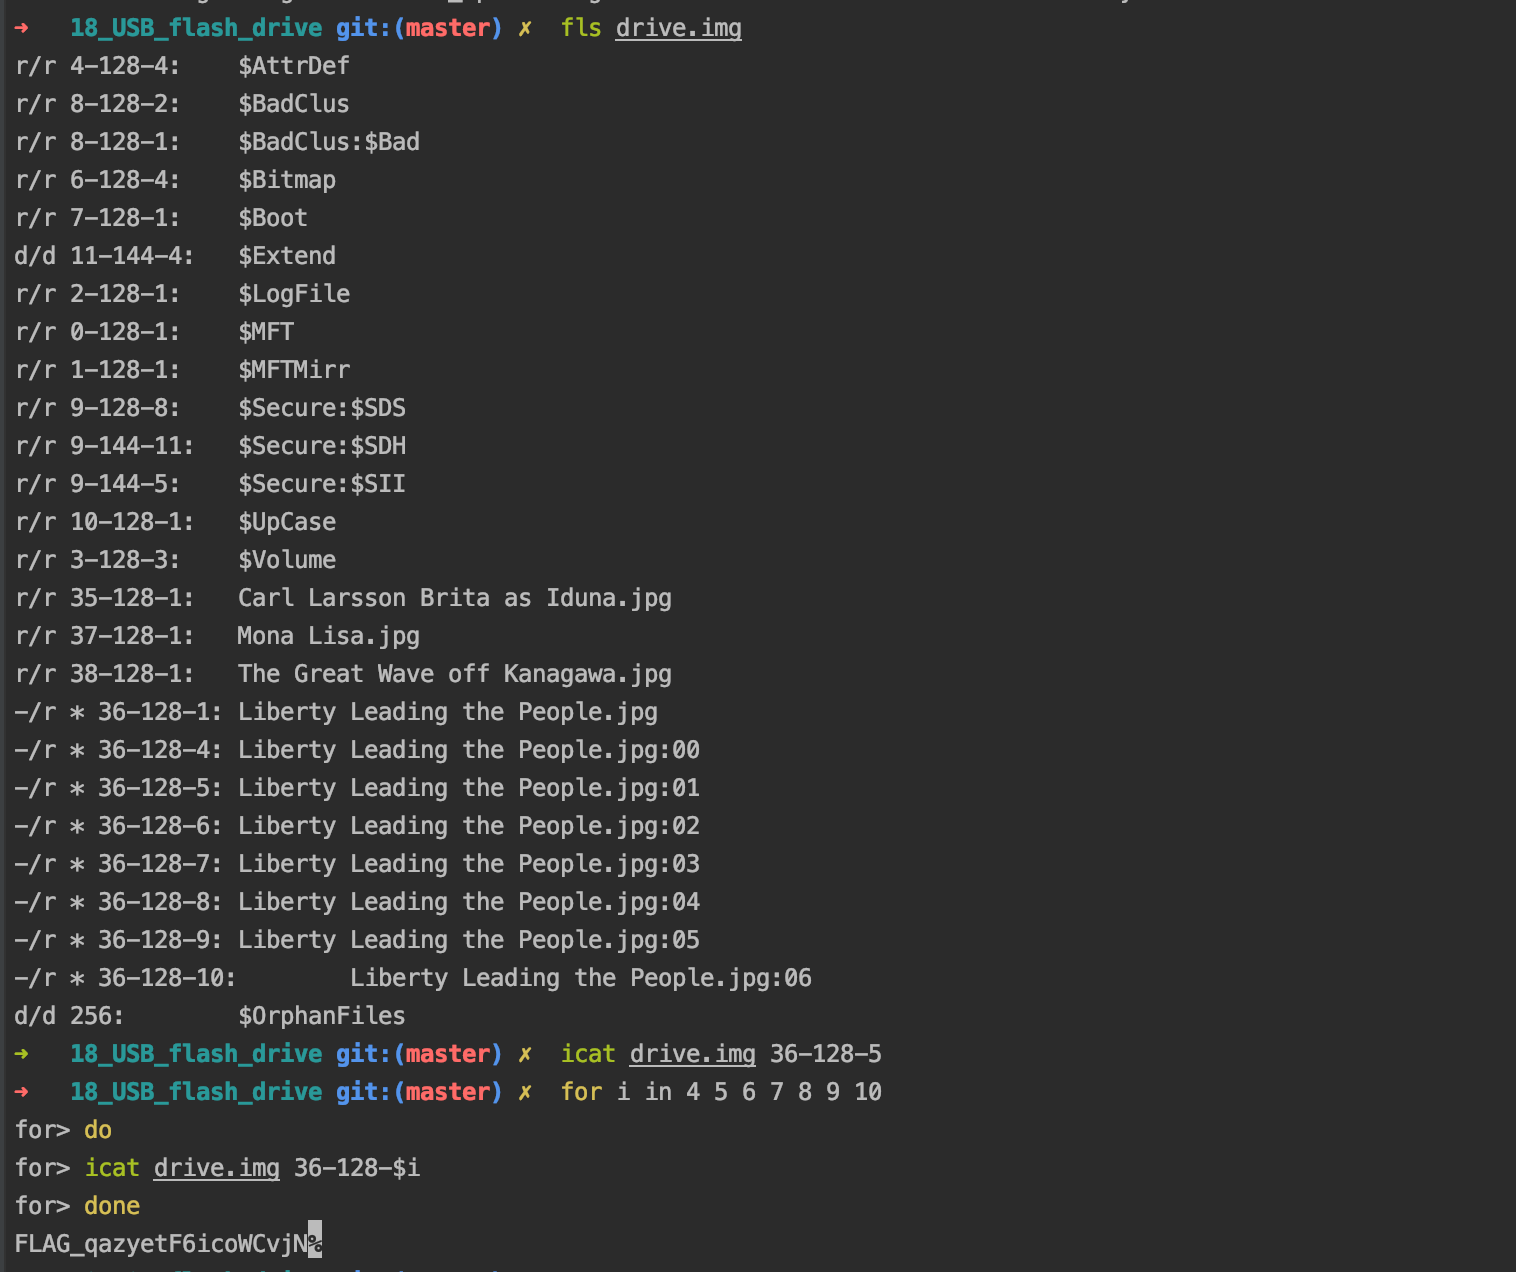 ➜ 18_USB_flash_drive git:(master) ✗ fls drive.img
r/r 4-128-4: $AttrDef
r/r 8-128-2: $BadClus
r/r 8-128-1: $BadClus:$Bad
r/r 6-128-4: $Bitmap
r/r 7-128-1: $Boot
d/d 11-144-4: $Extend
r/r 2-128-1: $LogFile
r/r 0-128-1: $MFT
r/r 1-128-1: $MFTMirr
r/r 9-128-8: $Secure:$SDS
r/r 9-144-11: $Secure:$SDH
r/r 9-144-5: $Secure:$SII
r/r 10-128-1: $UpCase
r/r 3-128-3: $Volume
r/r 35-128-1: Carl Larsson Brita as Iduna.jpg
r/r 37-128-1: Mona Lisa.jpg
r/r 38-128-1: The Great Wave off Kanagawa.jpg
-/r * 36-128-1: Liberty Leading the People.jpg
-/r * 36-128-4: Liberty Leading the People.jpg:00
-/r * 36-128-5: Liberty Leading the People.jpg:01
-/r * 36-128-6: Liberty Leading the People.jpg:02
-/r * 36-128-7: Liberty Leading the People.jpg:03
-/r * 36-128-8: Liberty Leading the People.jpg:04
-/r * 36-128-9: Liberty Leading the People.jpg:05
-/r * 36-128-10: Liberty Leading the People.jpg:06
d/d 256: $OrphanFiles
➜ 18_USB_flash_drive git:(master) ✗ icat drive.img 36-128-5
➜ 18_USB_flash_drive git:(master) ✗ for i in 4 5 6 7 8 9 10
for> do
for> icat drive.img 36-128-$i
for> done
FLAG_qazyetF6icoWCvjN%